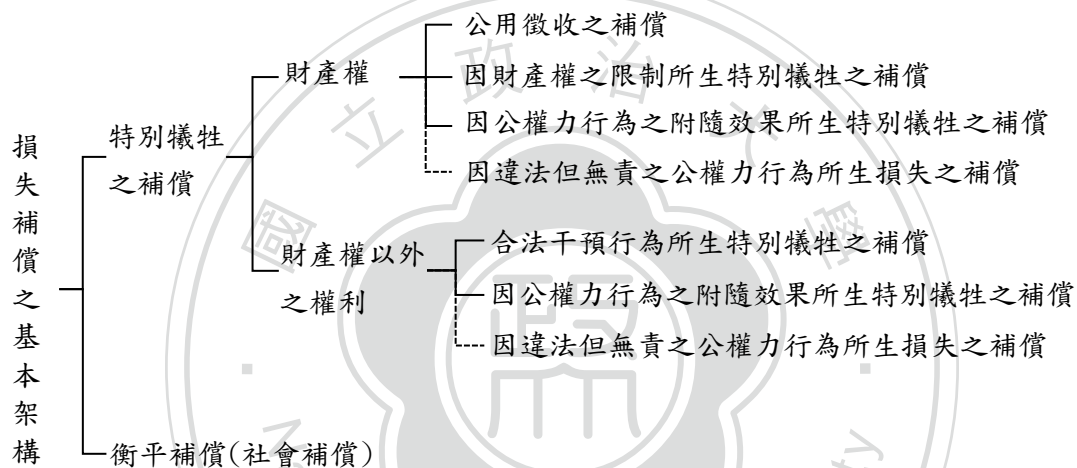 損失補償之基本架構
特別犧牲
之補償
財產權
公用徵收之補償
因財產權之限制所生特別犧牲之補償
因公權力行為之附隨效果所生特別犧牲之補償
因違法但無責之公權力行為所生損失之補償
財產權以外
之權利
合法干預行為所生特別犧牲之補償
因公權力行為之附隨效果所生特別犧牲之補償
因違法但無責之公權力行為所生損失之補償
衡平補償(社會補償)
國立政治大學